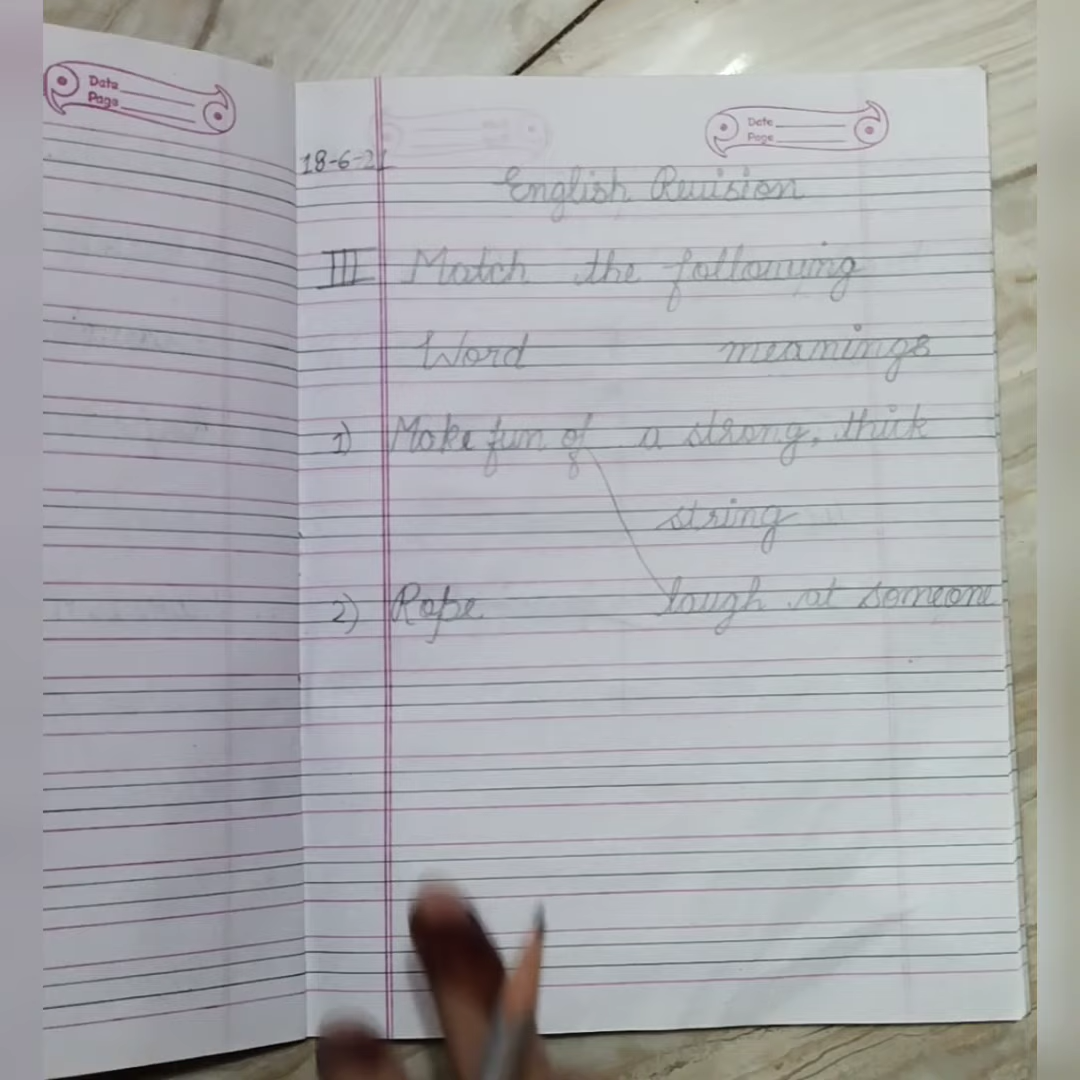 Date
Page
Date
Page
18-6-21
English Revision
III Match the following
Word meanings
1) Make fun of a strong, thick
string
2) Rope laugh at someone